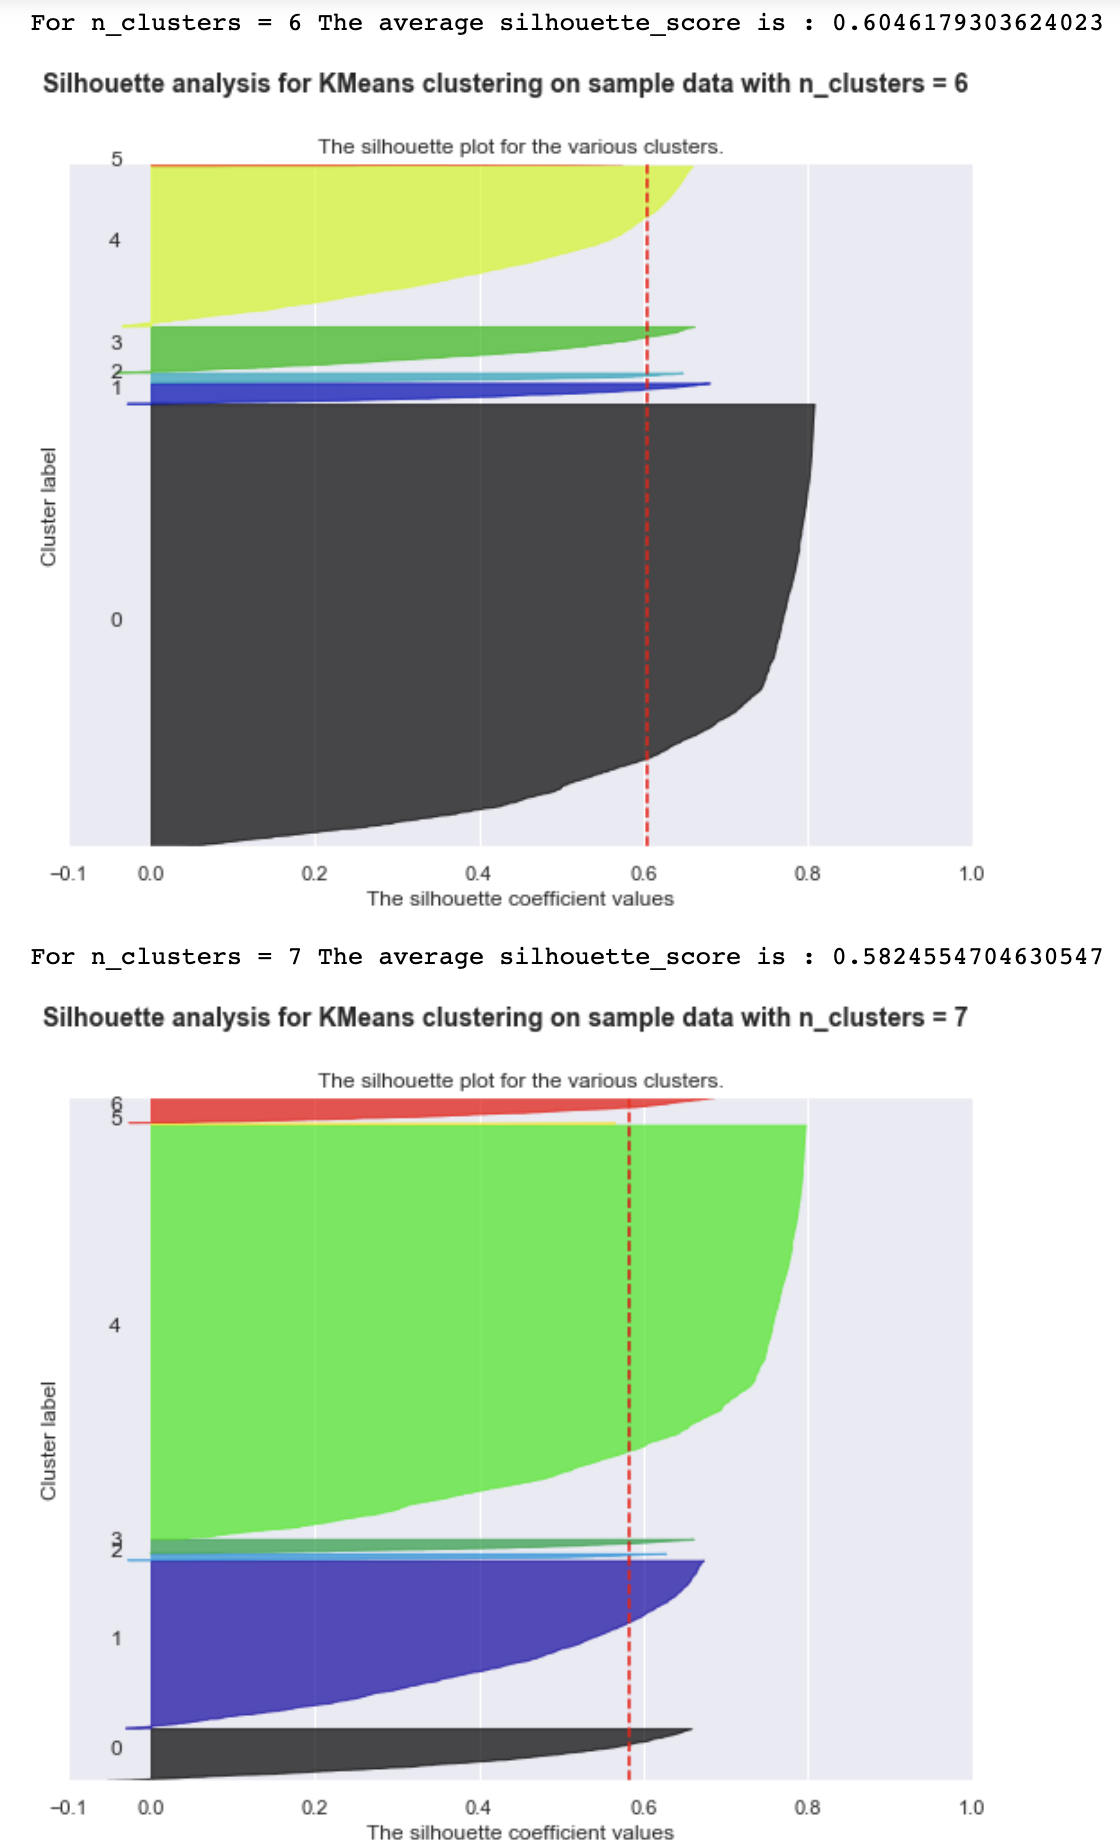 For n_clusters = 6 The average silhouette_score is : 0.6046179303624023
Silhouette analysis for KMeans clustering on sample data with n_clusters = 6
The silhouette plot for the various clusters.
5
4
3
2
1
Cluster label
0
−0.1 0.0 0.2 0.4 0.6 0.8 1.0
The silhouette coefficient values
For n_clusters = 7 The average silhouette_score is : 0.5824554704630547
Silhouette analysis for KMeans clustering on sample data with n_clusters = 7
The silhouette plot for the various clusters.
6
5
4
Cluster label
3
2
1
0
−0.1 0.0 0.2 0.4 0.6 0.8 1.0
The silhouette coefficient values